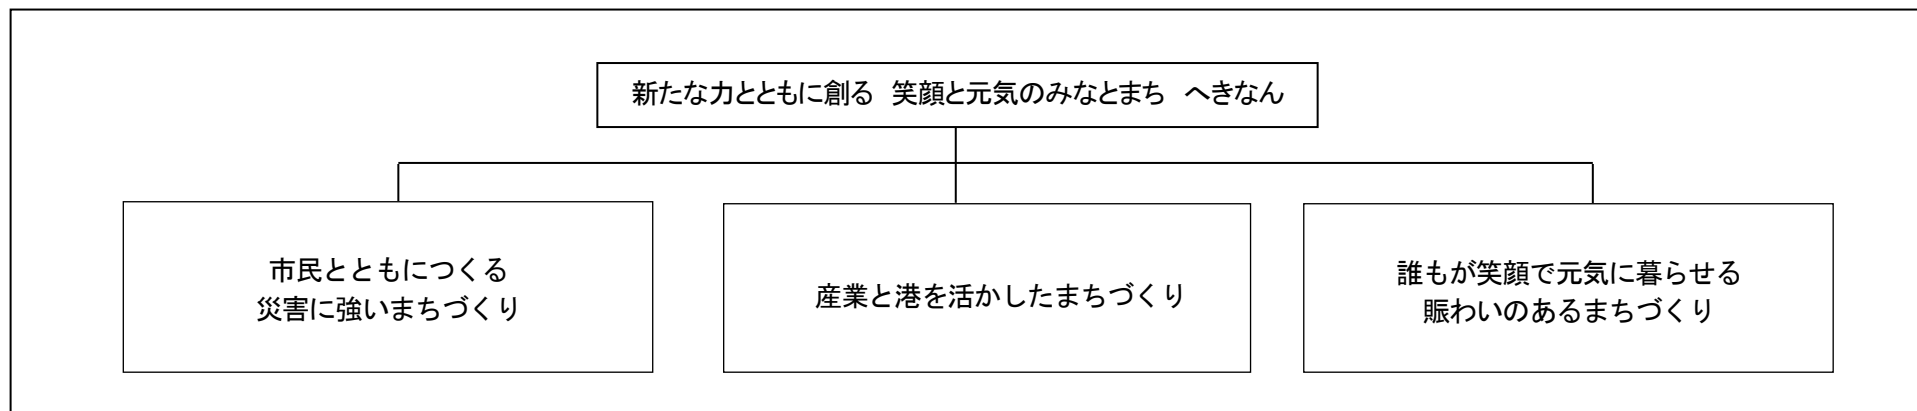 新たな力とともに創る 笑顔と元気のみなとまち へきなん
市民とともにつくる
災害に強いまちづくり
産業と港を活かしたまちづくり
誰もが笑顔で元気に暮らせる
賑わいのあるまちづくり